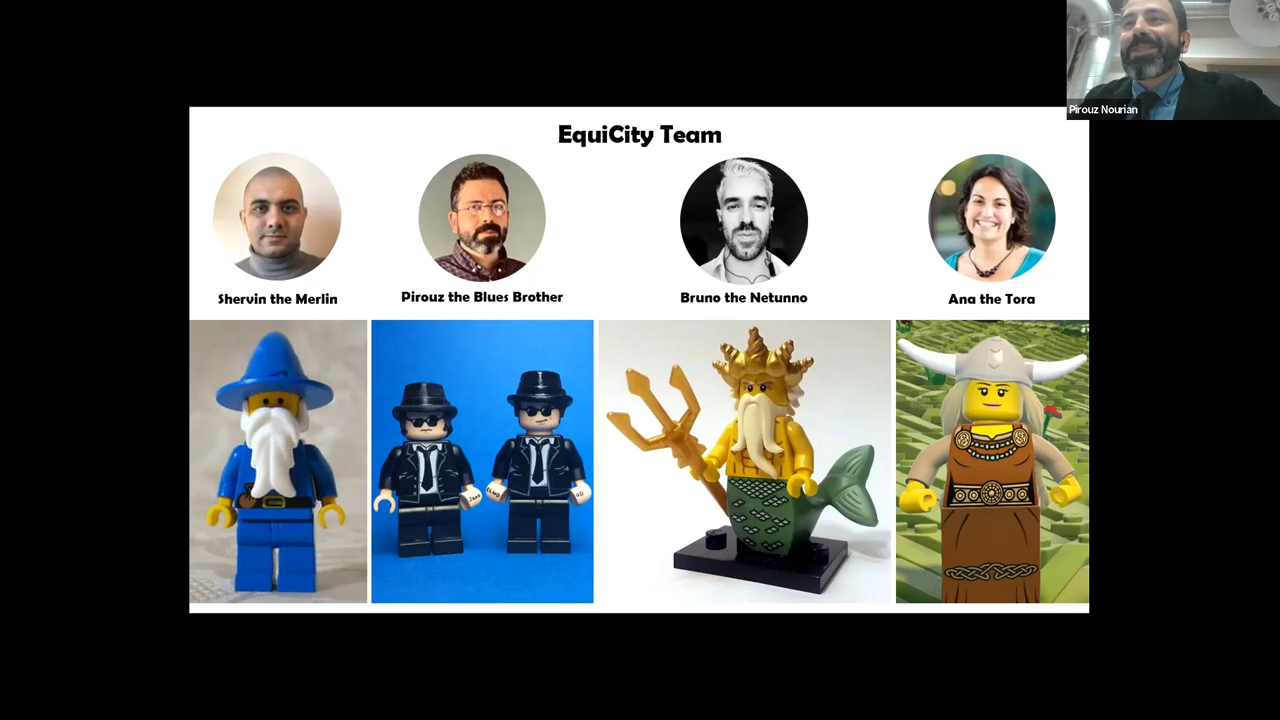 Pirouz Nourian
EquiCity Team
Shervin the Merlin
Pirouz the Blues Brother
Bruno the Netunno
Ana the Tora